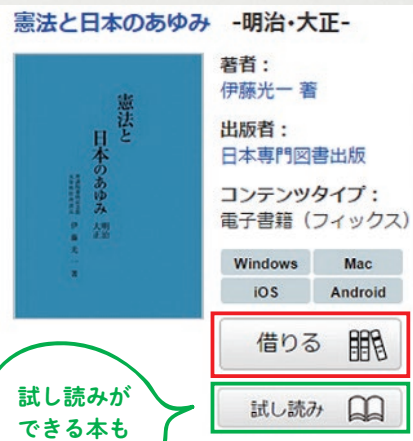 憲法と日本のあゆみ -明治・大正-
憲法と
日本のあゆみ
明治
大正
伊藤光一 著
著者:
伊藤光一 著
出版者:
日本専門図書出版
コンテンツタイプ:
電子書籍(フィックス)
Windows
Mac
iOS
Android
借りる
試し読み
試し読みが
できる本も